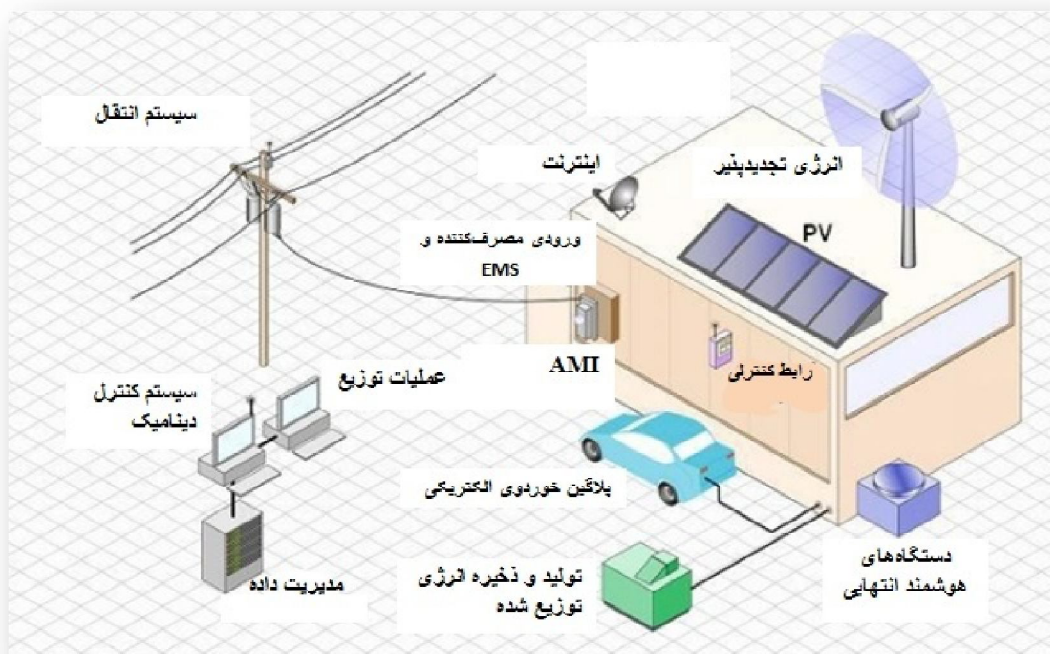 سیستم انتقال
اینترنت
انرژی تجدیدپذیر
PV
ورودی مصرف‌کننده و
EMS
AMI
رابط کنترلی
عملیات توزیع
سیستم کنترل
دینامیک
پلاگین خوردوی الکتریکی
دستگاه‌های
هوشمند انتهایی
تولید و ذخیره انرژی
توزیع شده
مدیریت داده